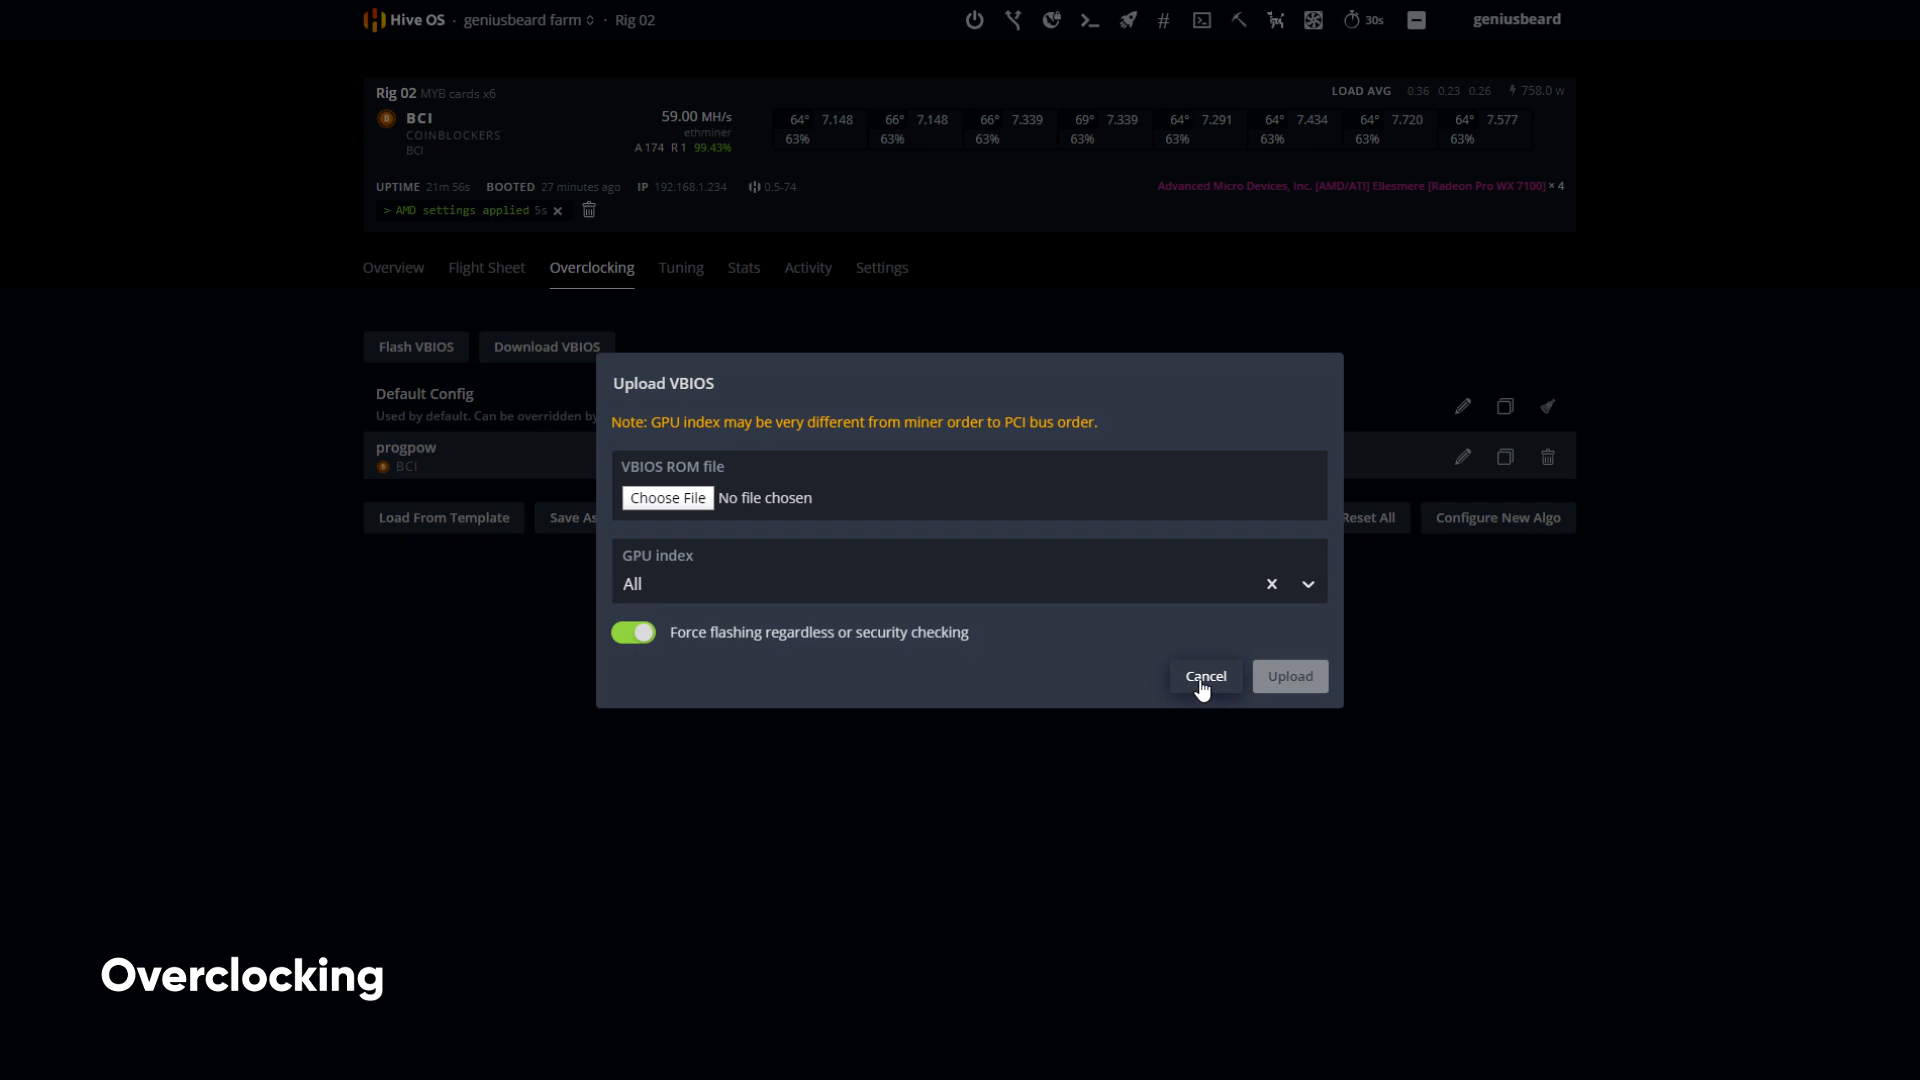 Hive OS · geniusbeard farm · Rig 02
30s
geniusbeard
Rig 02 MYB cards x6
LOAD AVG 0.36 0.23 0.26 758.0 w
BCI
COINBLOCKERS
BCI
59.00 MH/s
ethminer
A 174 R 1 99.43%
64° 7.148 66° 7.148 66° 7.339 69° 7.339 64° 7.291 64° 7.434 64° 7.720 64° 7.577
63% 63% 63% 63% 63% 63% 63% 63%
UPTIME 21m 56s BOOTED 27 minutes ago IP 192.168.1.234 0.5-74
Advanced Micro Devices, Inc. [AMD/ATI] Ellesmere [Radeon Pro WX 7100] × 4
> AMD settings applied 5s
Overview Flight Sheet Overclocking Tuning Stats Activity Settings
Flash VBIOS Download VBIOS
Default Config
Used by default. Can be overridden by
progpow
BCI
Load From Template Save As Reset All Configure New Algo
Upload VBIOS
Note: GPU index may be very different from miner order to PCI bus order.
VBIOS ROM file
Choose File No file chosen
GPU index
All
Force flashing regardless or security checking
Cancel Upload
Overclocking